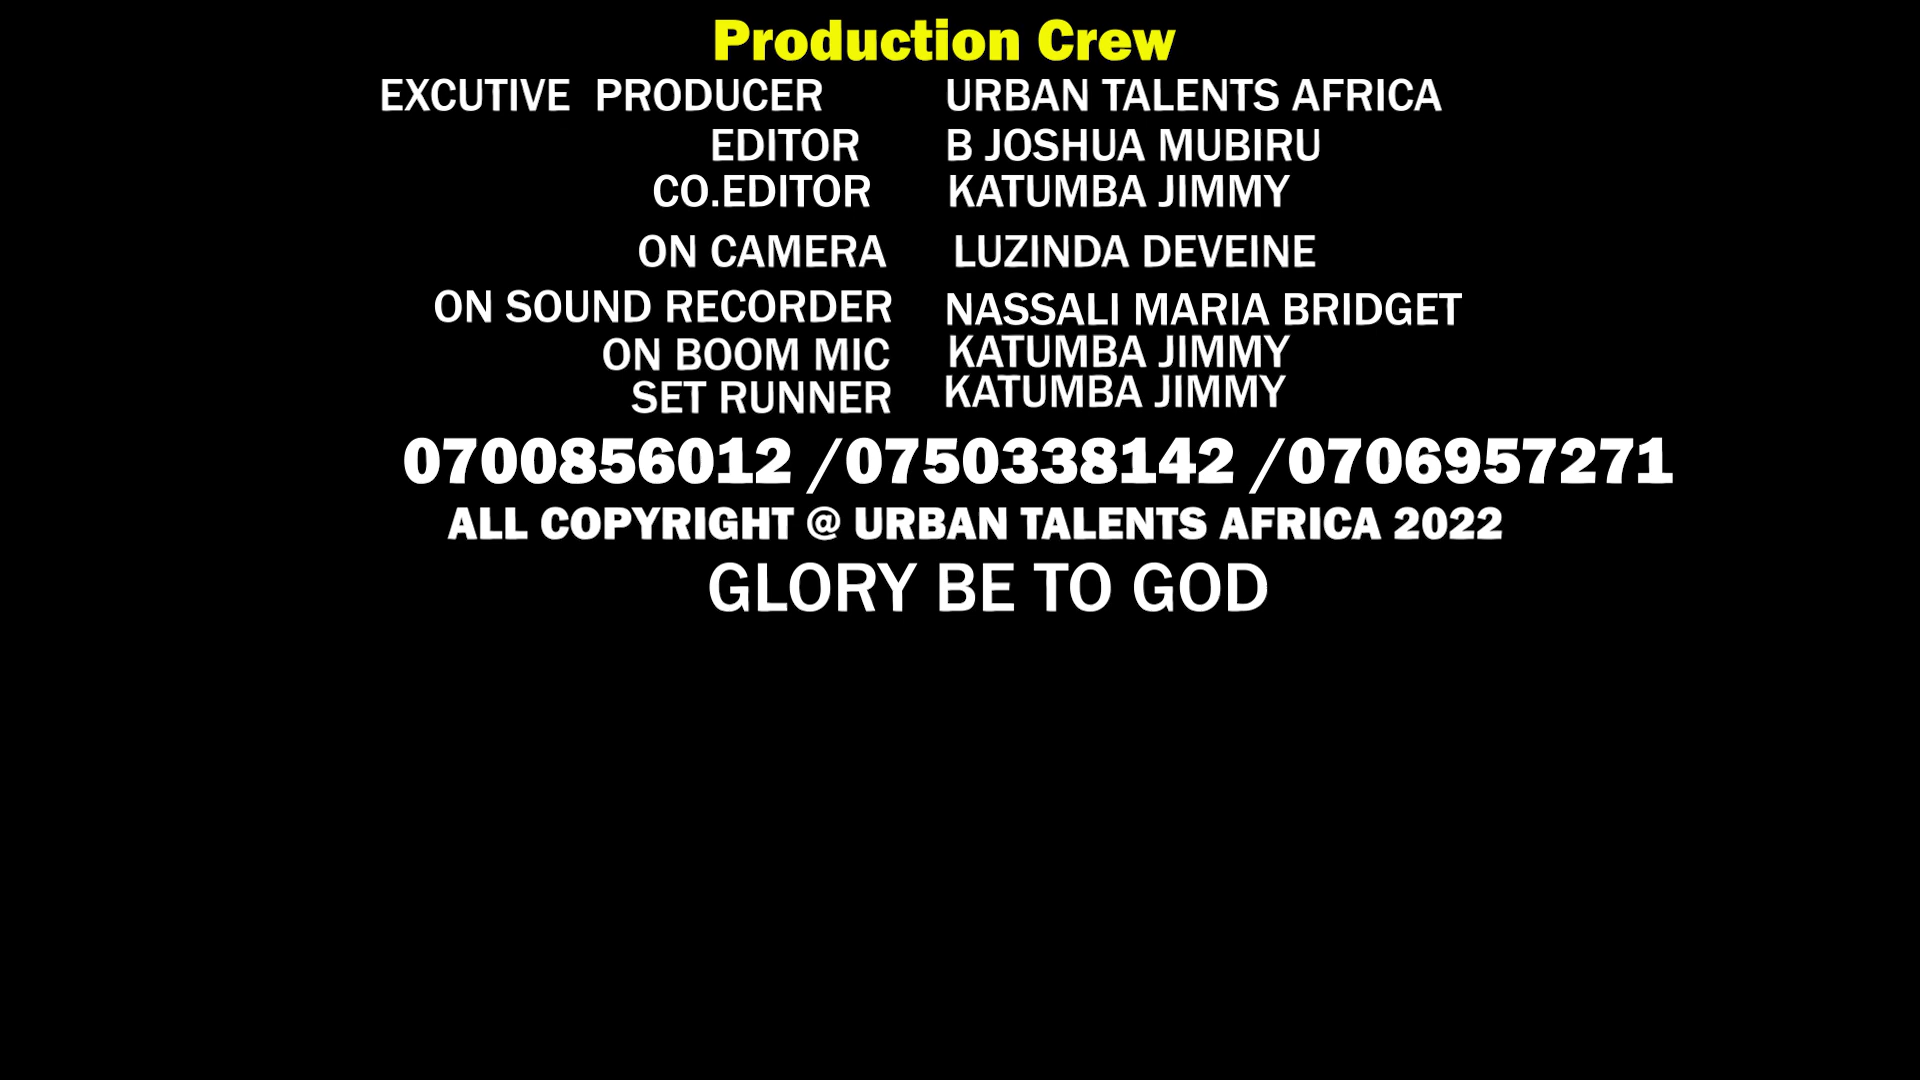 Production Crew
EXCUTIVE PRODUCER URBAN TALENTS AFRICA
EDITOR B JOSHUA MUBIRU
CO.EDITOR KATUMBA JIMMY
ON CAMERA LUZINDA DEVEINE
ON SOUND RECORDER NASSALI MARIA BRIDGET
ON BOOM MIC KATUMBA JIMMY
SET RUNNER KATUMBA JIMMY
0700856012 /0750338142 /0706957271
ALL COPYRIGHT @ URBAN TALENTS AFRICA 2022
GLORY BE TO GOD